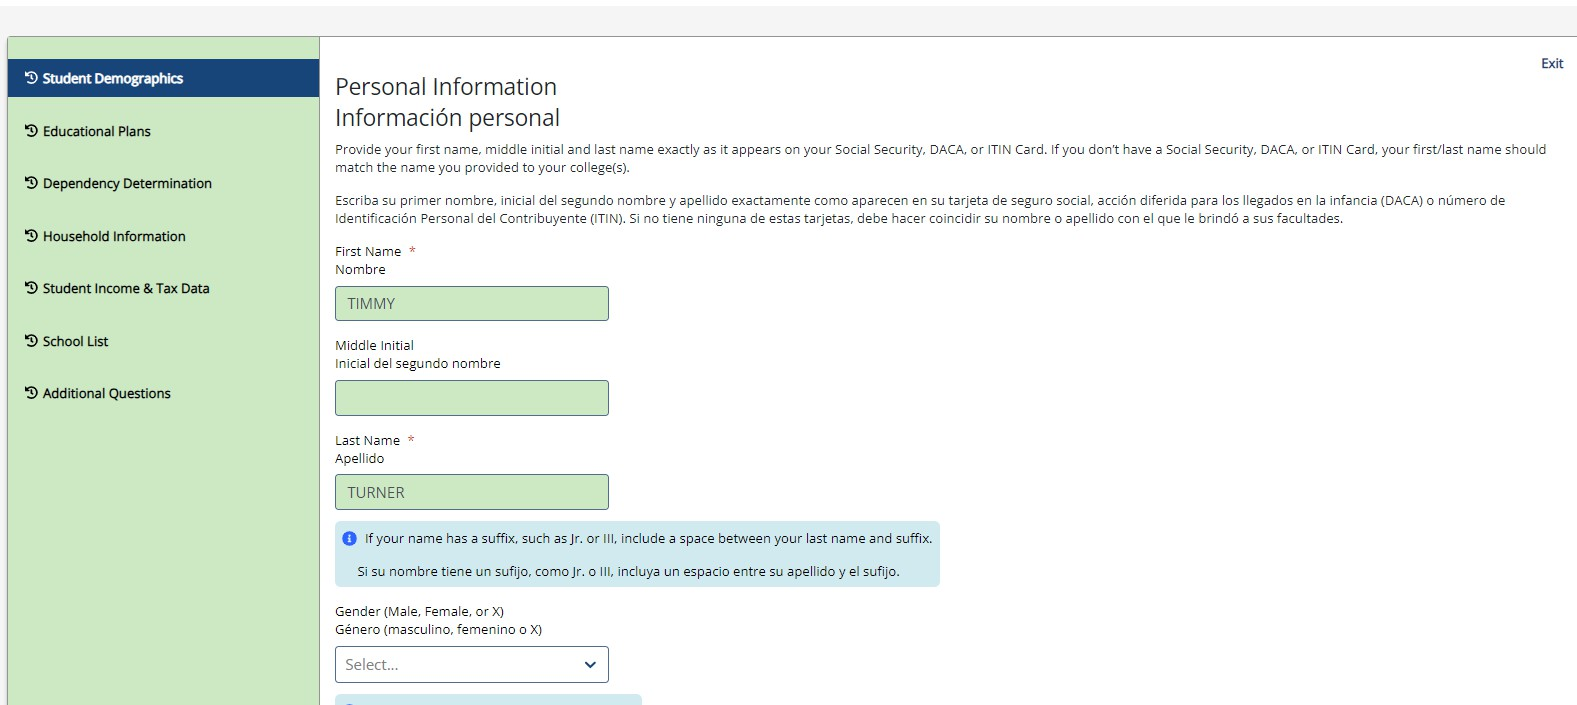 Student Demographics
Educational Plans
Dependency Determination
Household Information
Student Income & Tax Data
School List
Additional Questions
Exit
Personal Information
Información personal
Provide your first name, middle initial and last name exactly as it appears on your Social Security, DACA, or ITIN Card. If you don’t have a Social Security, DACA, or ITIN Card, your first/last name should
match the name you provided to your college(s).
Escriba su primer nombre, inicial del segundo nombre y apellido exactamente como aparecen en su tarjeta de seguro social, acción diferida para los llegados en la infancia (DACA) o número de
Identificación Personal del Contribuyente (ITIN). Si no tiene ninguna de estas tarjetas, debe hacer coincidir su nombre o apellido con el que le brindó a sus facultades.
First Name *
Nombre
TIMMY
Middle Initial
Inicial del segundo nombre
Last Name *
Apellido
TURNER
If your name has a suffix, such as Jr. or III, include a space between your last name and suffix.
Si su nombre tiene un sufijo, como Jr. o III, incluya un espacio entre su apellido y el sufijo.
Gender (Male, Female, or X)
Género (masculino, femenino o X)
Select...